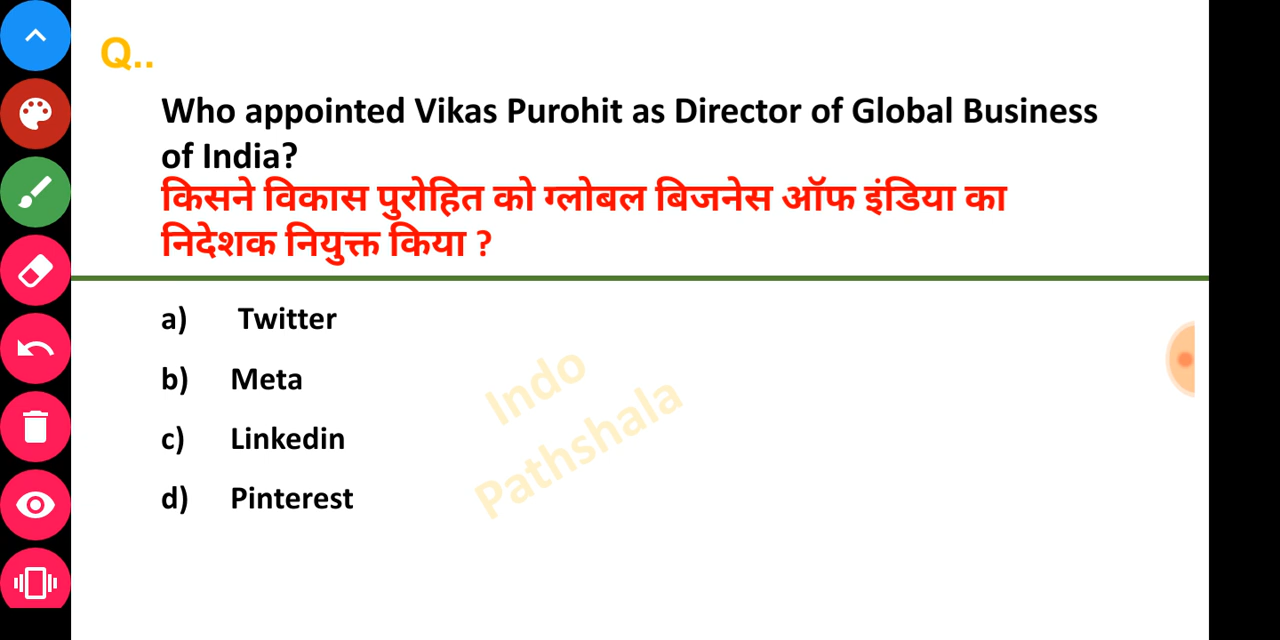 Q..
Who appointed Vikas Purohit as Director of Global Business
of India?
किसने विकास पुरोहित को ग्लोबल बिजनेस ऑफ इंडिया का
निदेशक नियुक्त किया ?
a) Twitter
b) Meta
c) Linkedin
d) Pinterest
Indo
Pathshala